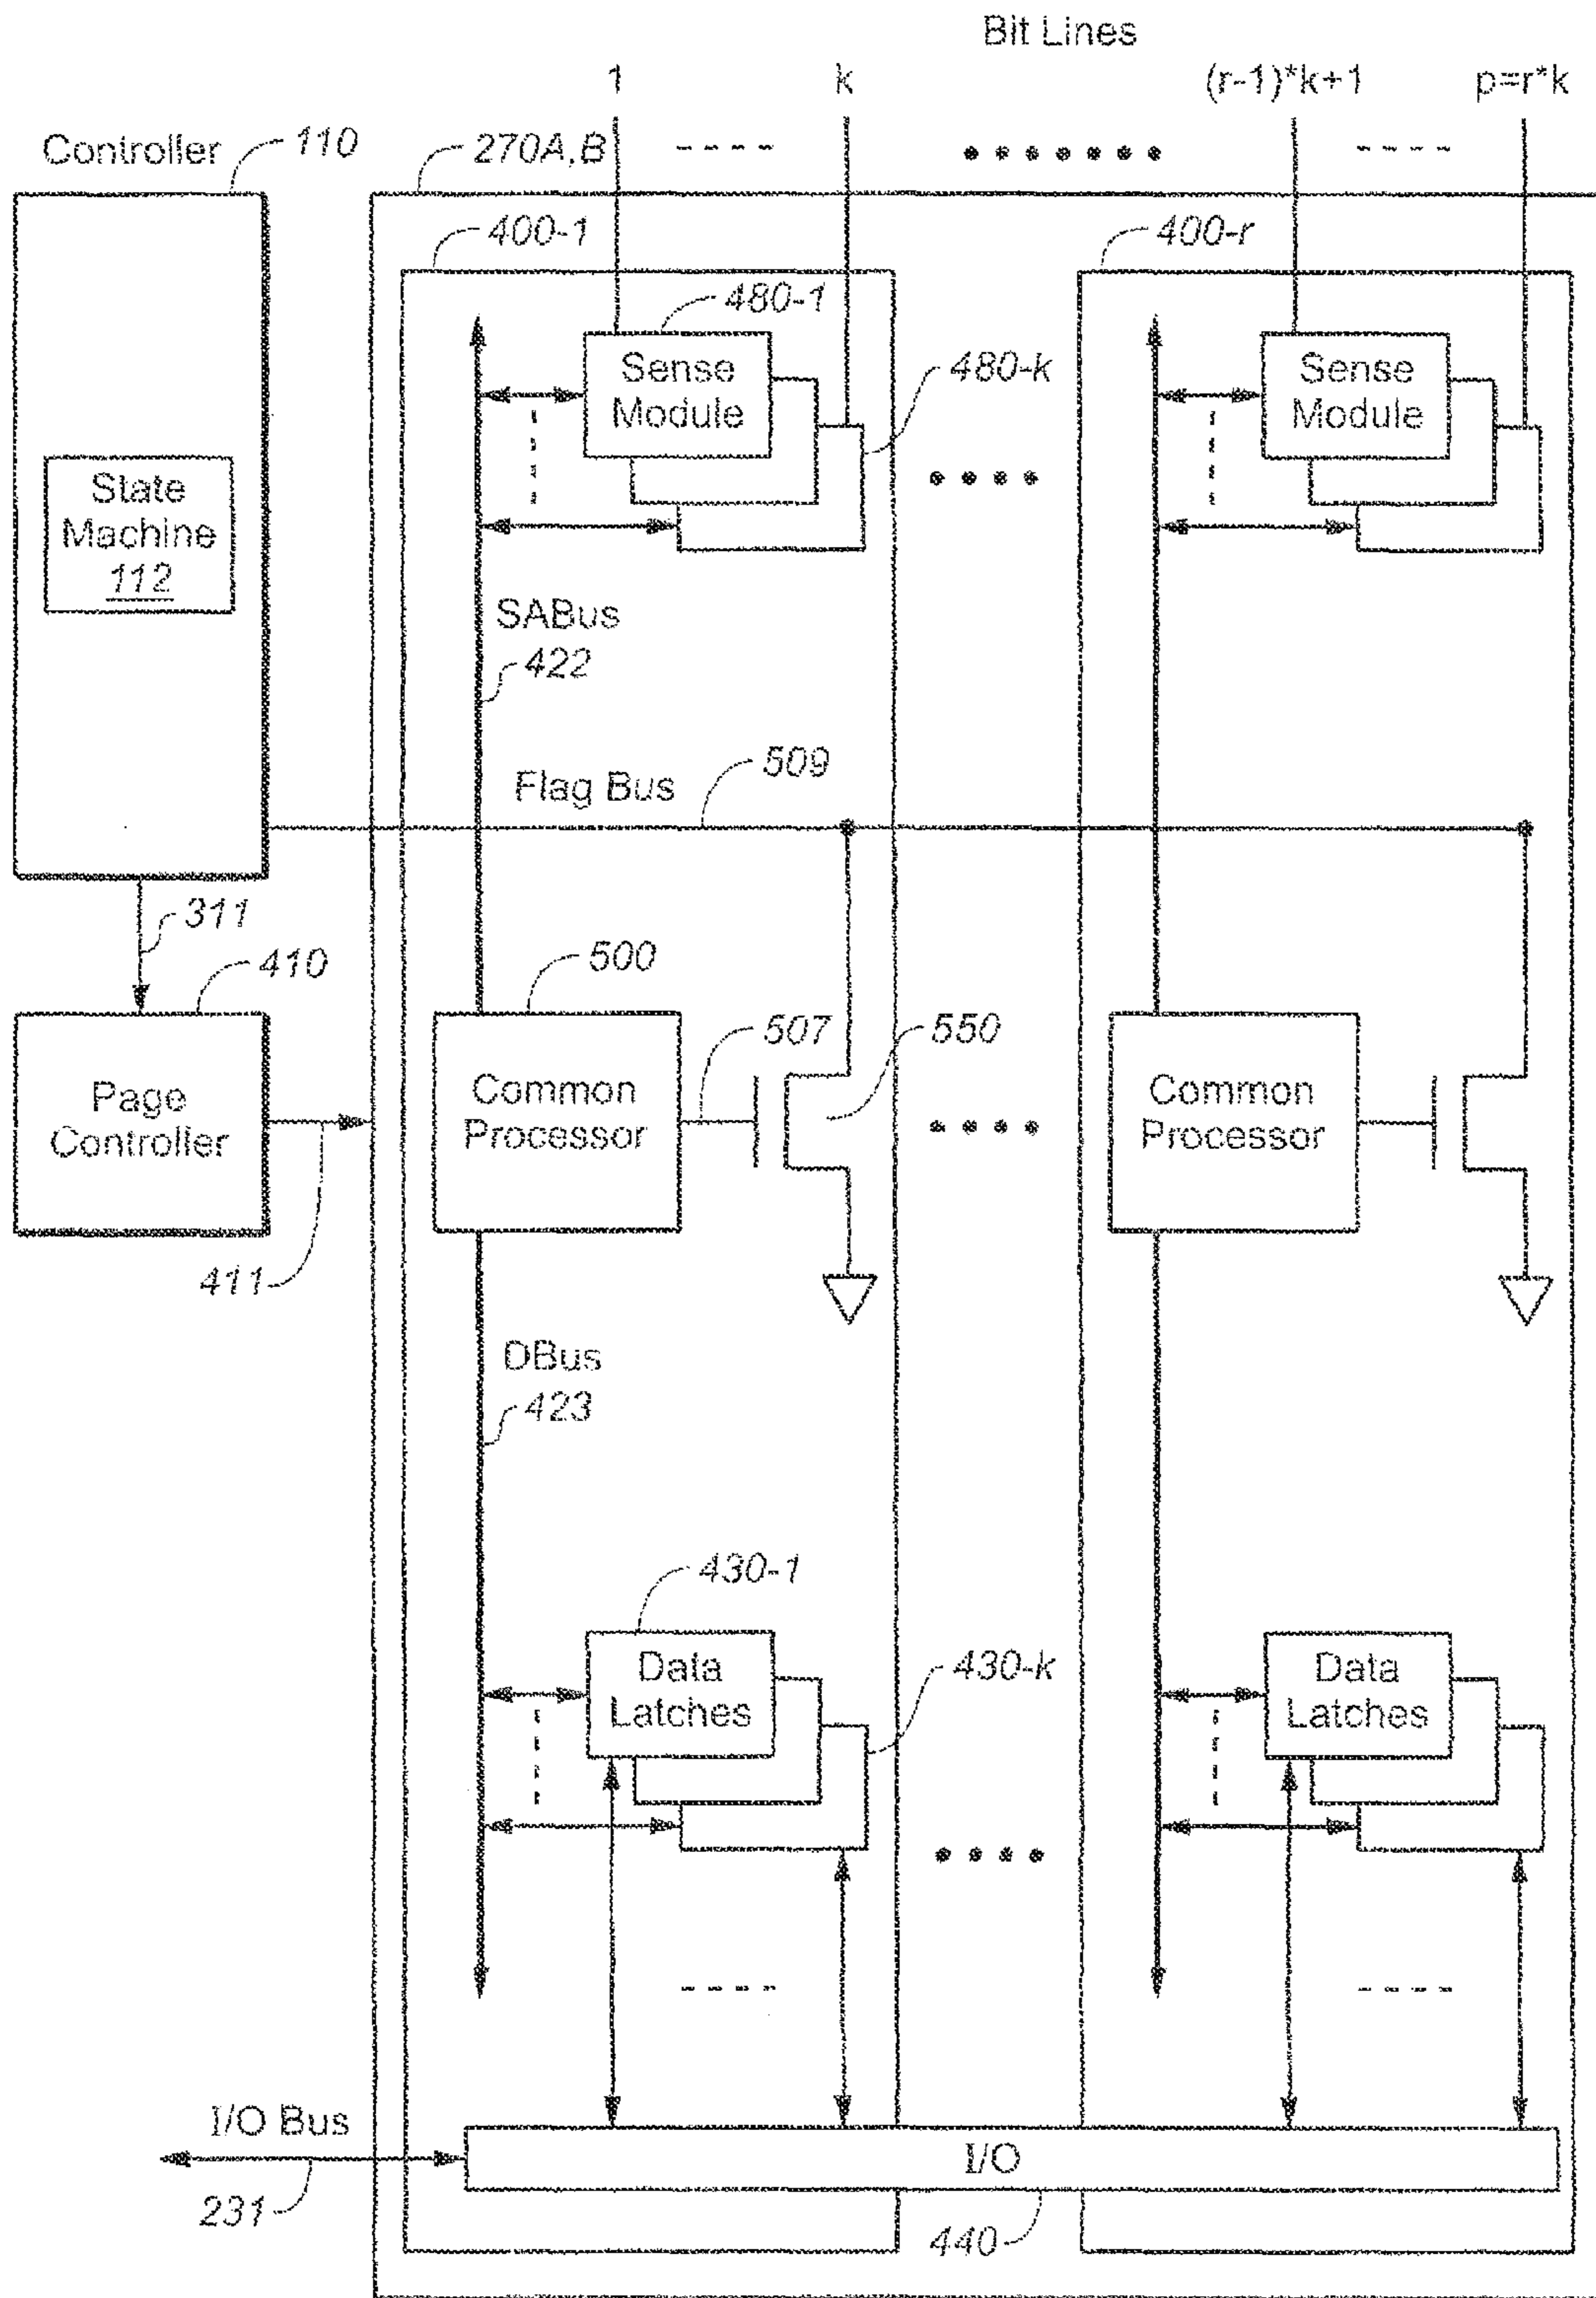 Bit Lines
1
k
(r-1)*k+1
p=r*k
Controller
110
270A,B
400-1
400-r
480-1
480-k
Sense
Module
Sense
Module
State
Machine
112
SABus
422
Flag Bus
509
311
410
500
507
550
Page
Controller
Common
Processor
Common
Processor
411
DBus
423
430-1
430-k
Data
Latches
Data
Latches
I/O Bus
231
I/O
440